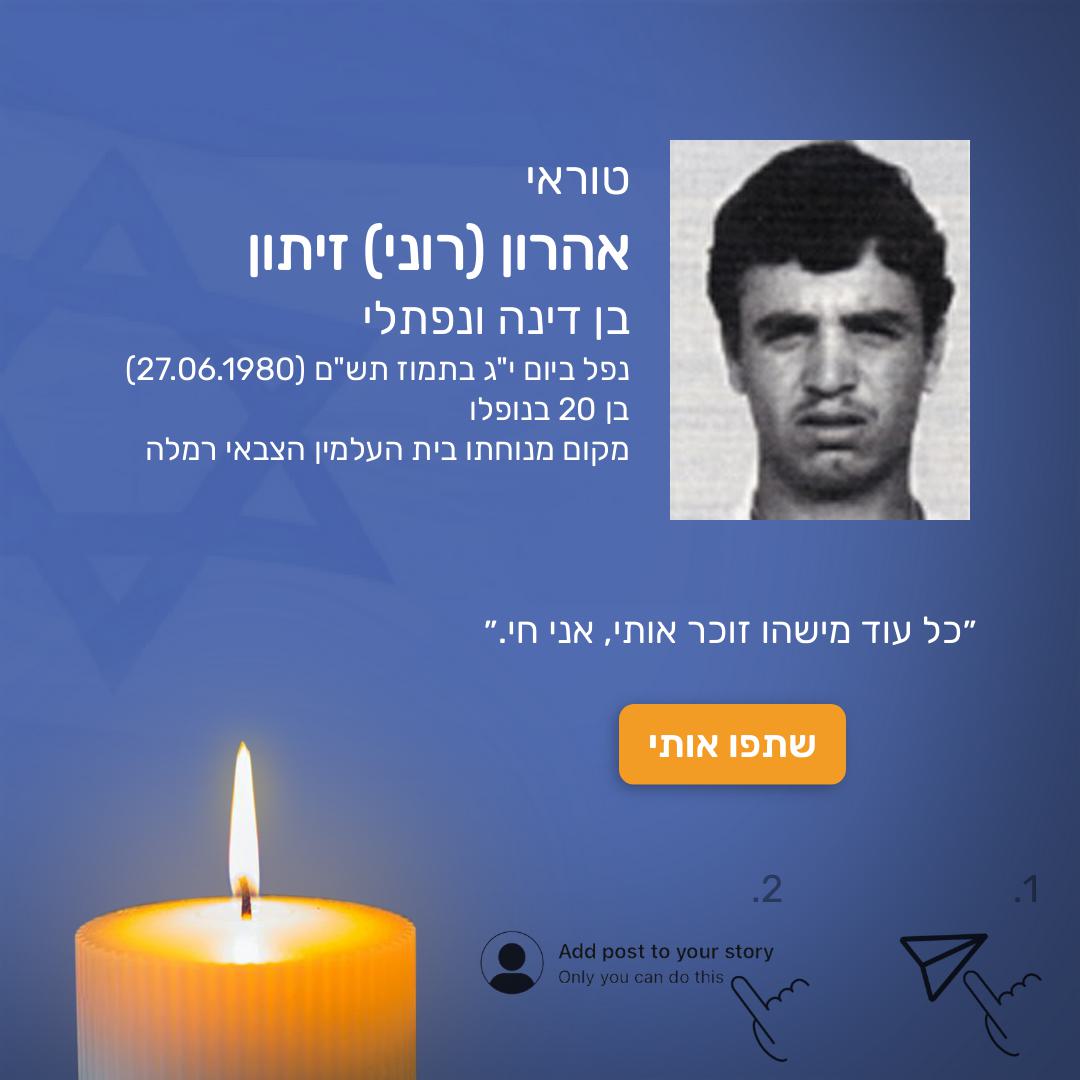 טוראי
אהרון (רוני) זיתון
בן דינה ונפתלי
נפל ביום י"ג בתמוז תש"ם (27.06.1980)
בן 20 בנופלו
מקום מנוחתו בית העלמין הצבאי רמלה
״כל עוד מישהו זוכר אותי, אני חי.״
שתפו אותי
1.
2.
Add post to your story
Only you can do this